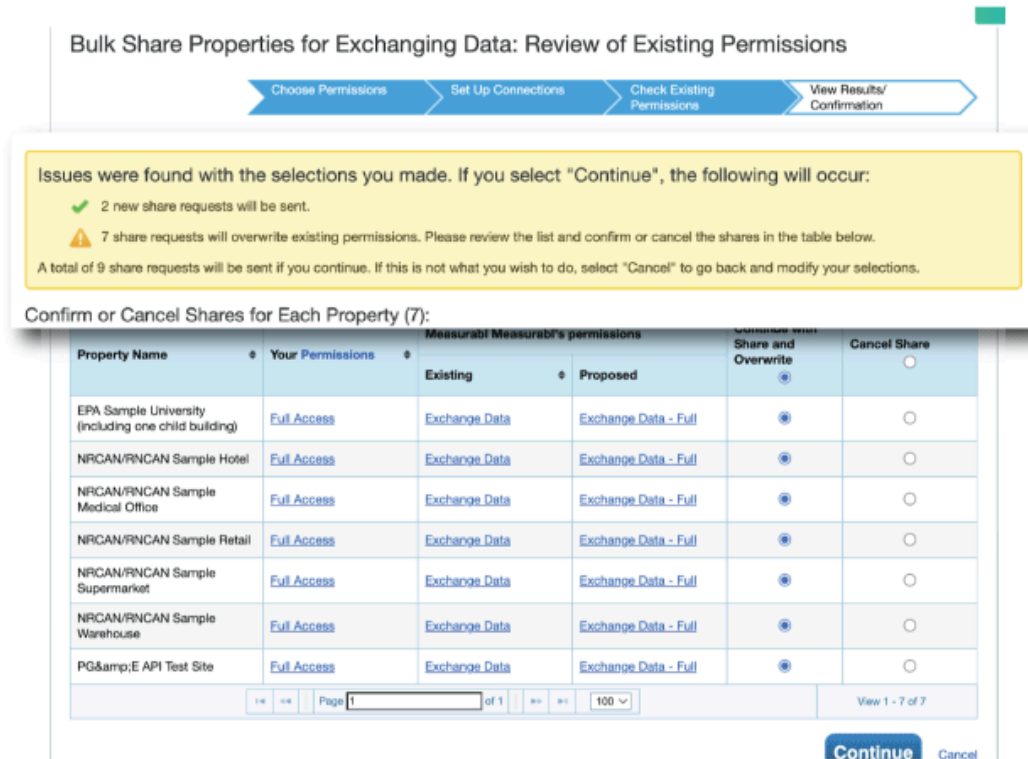 Bulk Share Properties for Exchanging Data: Review of Existing Permissions
Choose Permissions
Set Up Connections
Check Existing
Permissions
View Results/
Confirmation
Issues were found with the selections you made. If you select "Continue", the following will occur:
2 new share requests will be sent.
7 share requests will overwrite existing permissions. Please review the list and confirm or cancel the shares in the table below.
A total of 9 share requests will be sent if you continue. If this is not what you wish to do, select "Cancel" to go back and modify your selections.
Confirm or Cancel Shares for Each Property (7):
Property Name
Your Permissions
Measurabl Measurabl's permissions
Existing
Proposed
Continue with
Share and
Overwrite
Cancel Share
EPA Sample University
(including one child building)
Full Access
Exchange Data
Exchange Data - Full
NRCAN/RNCAN Sample Hotel
Full Access
Exchange Data
Exchange Data - Full
NRCAN/RNCAN Sample
Medical Office
Full Access
Exchange Data
Exchange Data - Full
NRCAN/RNCAN Sample Retail
Full Access
Exchange Data
Exchange Data - Full
NRCAN/RNCAN Sample
Supermarket
Full Access
Exchange Data
Exchange Data - Full
NRCAN/RNCAN Sample
Warehouse
Full Access
Exchange Data
Exchange Data - Full
PG&amp;E API Test Site
Full Access
Exchange Data
Exchange Data - Full
Page 1 of 1
100
View 1 - 7 of 7
Continue
Cancel